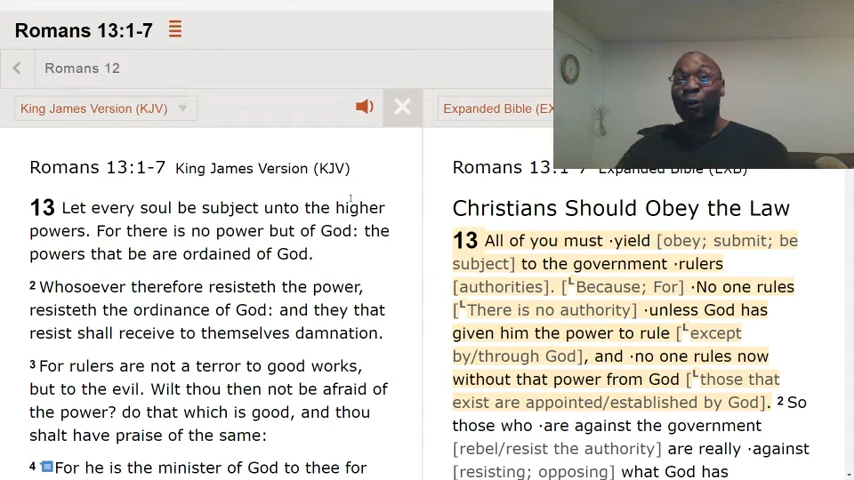 Romans 13:1-7
Romans 12
King James Version (KJV)
Expanded Bible (EX
Romans 13:1-7 King James Version (KJV)
13 Let every soul be subject unto the higher
powers. For there is no power but of God: the
powers that be are ordained of God.
2 Whosoever therefore resisteth the power,
resisteth the ordinance of God: and they that
resist shall receive to themselves damnation.
3 For rulers are not a terror to good works,
but to the evil. Wilt thou then not be afraid of
the power? do that which is good, and thou
shalt have praise of the same:
4 For he is the minister of God to thee for
Romans 13:1-7 Expanded Bible (EXB)
Christians Should Obey the Law
13 All of you must ·yield [obey; submit; be
subject] to the government ·rulers
[authorities]. [ᴸBecause; For] ·No one rules
[ᴸThere is no authority] ·unless God has
given him the power to rule [ᴸexcept
by/through God], and ·no one rules now
without that power from God [ᴸthose that
exist are appointed/established by God]. 2 So
those who ·are against the government
[rebel/resist the authority] are really ·against
[resisting; opposing] what God has